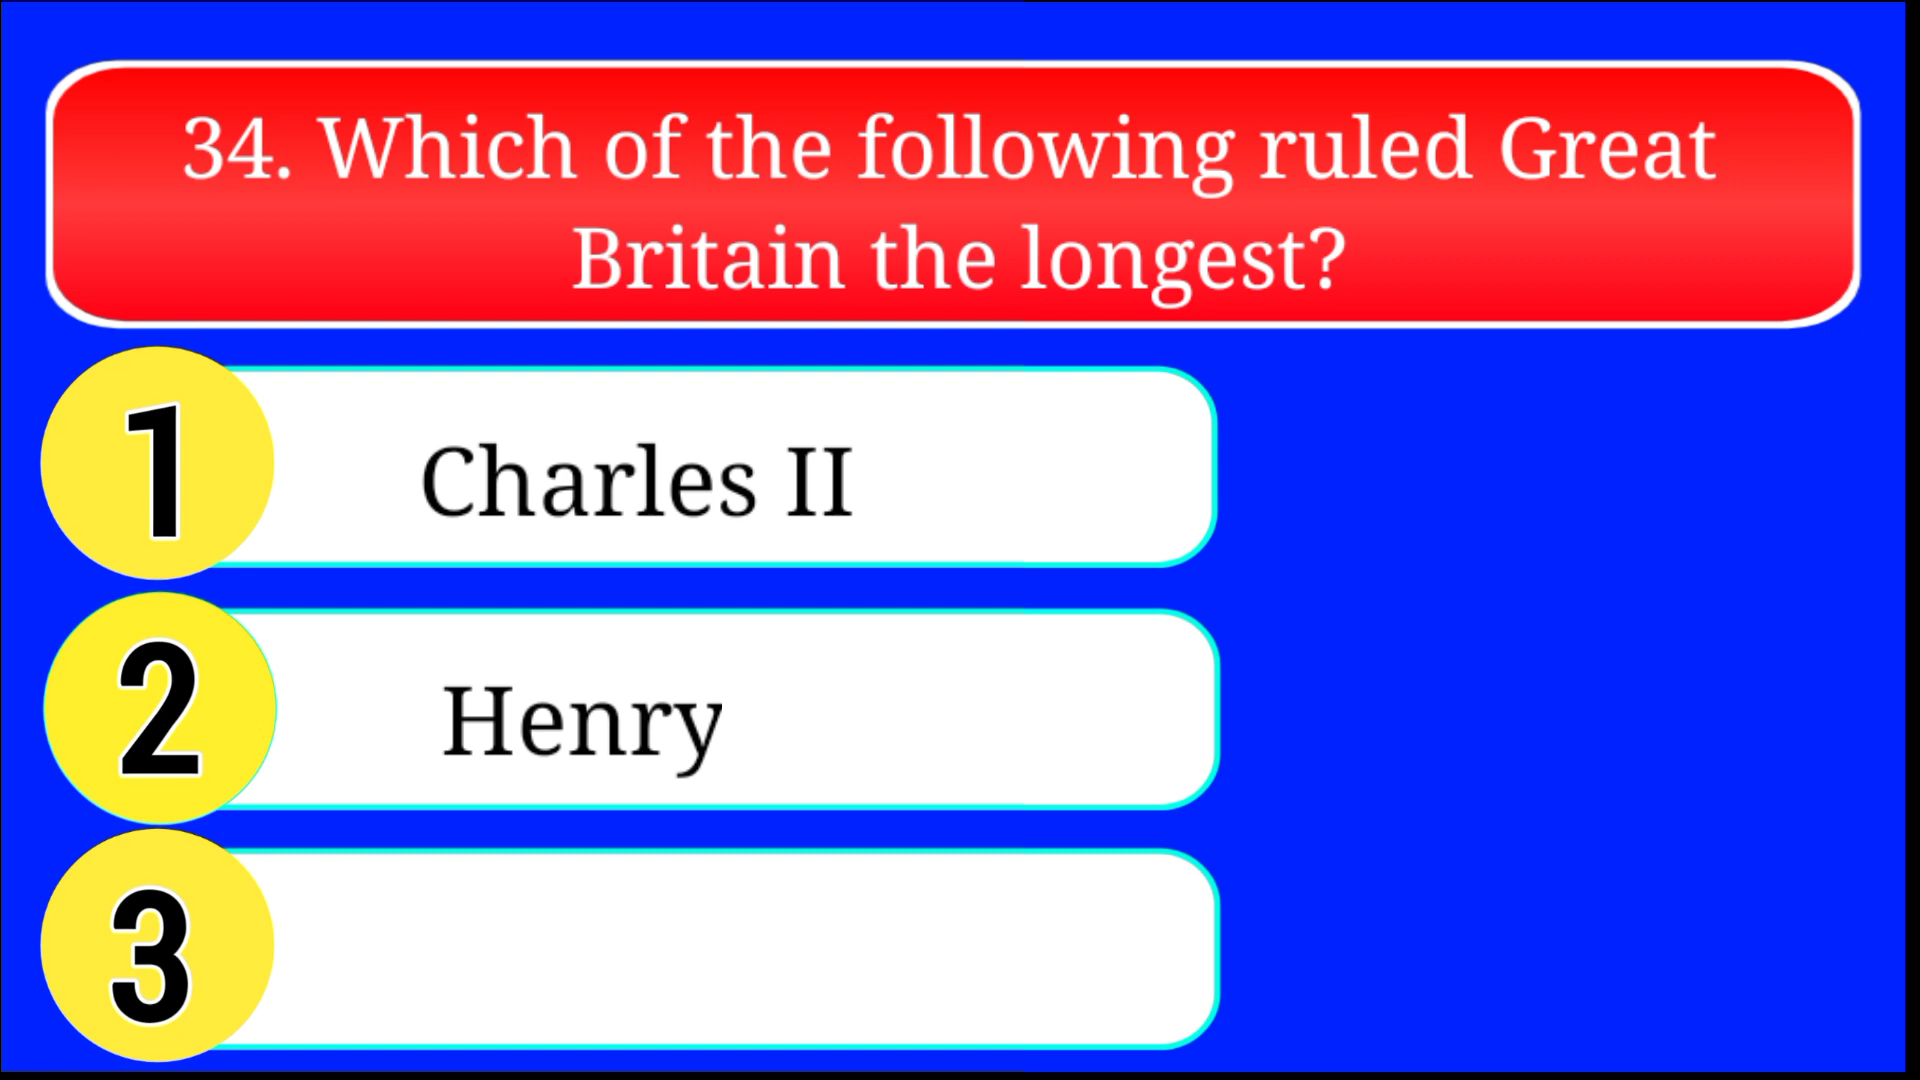 34. Which of the following ruled Great
Britain the longest?
1
Charles II
2
Henry
3